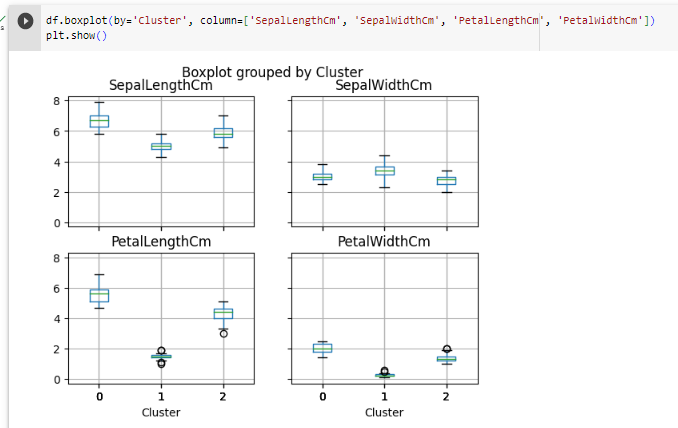 df.boxplot(by='Cluster', column=['SepalLengthCm', 'SepalWidthCm', 'PetalLengthCm', 'PetalWidthCm'])
plt.show()
s
Boxplot grouped by Cluster
SepalLengthCm
SepalWidthCm
8
6
4
2
0
PetalLengthCm
PetalWidthCm
8
6
4
2
0
0 1 2
0 1 2
Cluster
Cluster